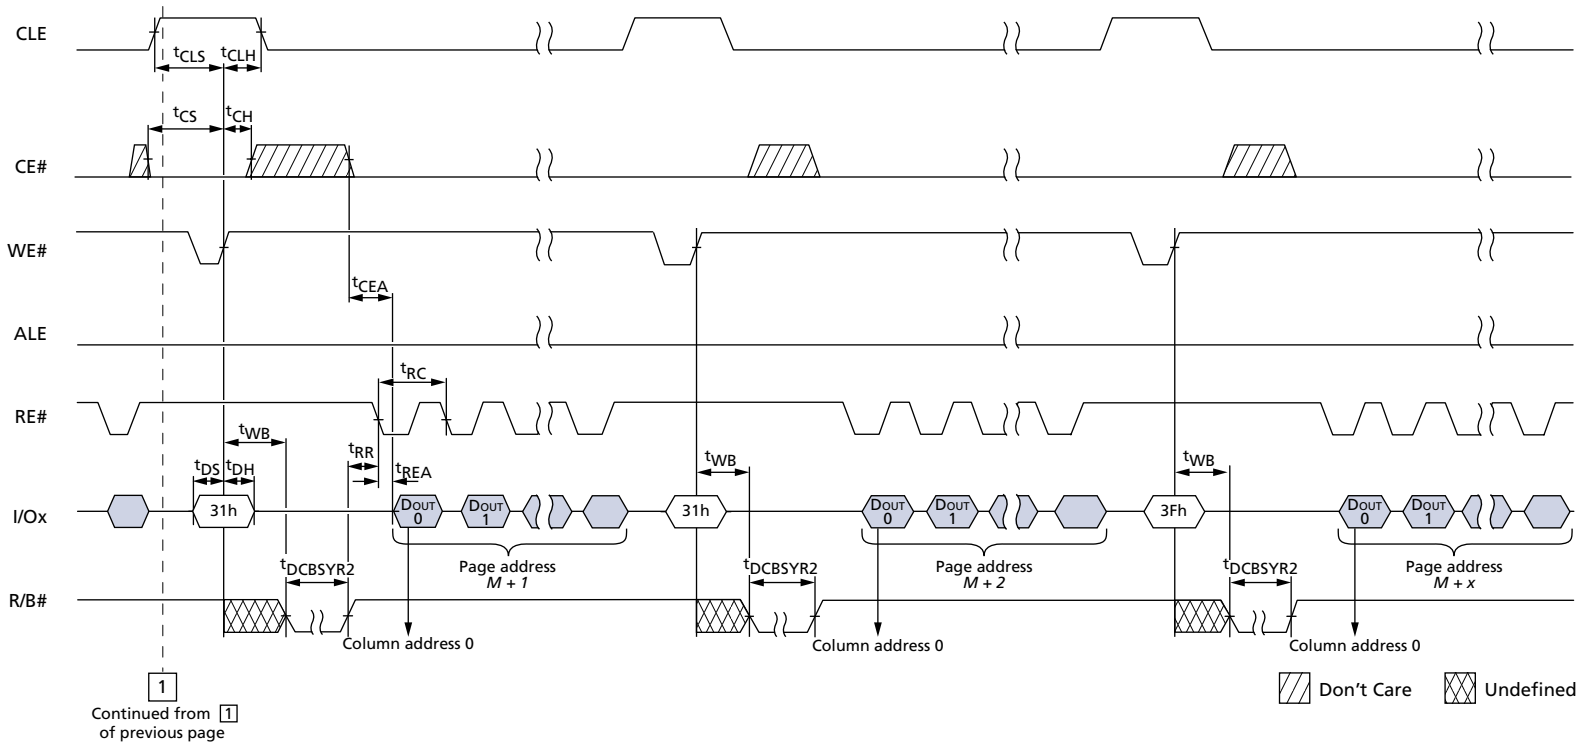 CLE
tCLS tCLH
tCS tCH
CE#
WE#
tCEA
ALE
tRC
RE#
tWB
tRR
tWB
tWB
tDS tDH
tREA
I/Ox
31h
DOUT 0
DOUT 1
31h
DOUT 0
DOUT 1
3Fh
DOUT 0
DOUT 1
tDCBSYR2
Page address
M + 1
tDCBSYR2
Page address
M + 2
tDCBSYR2
Page address
M + x
R/B#
Column address 0
Column address 0
Column address 0
1
Continued from 1
of previous page
Don't Care
Undefined